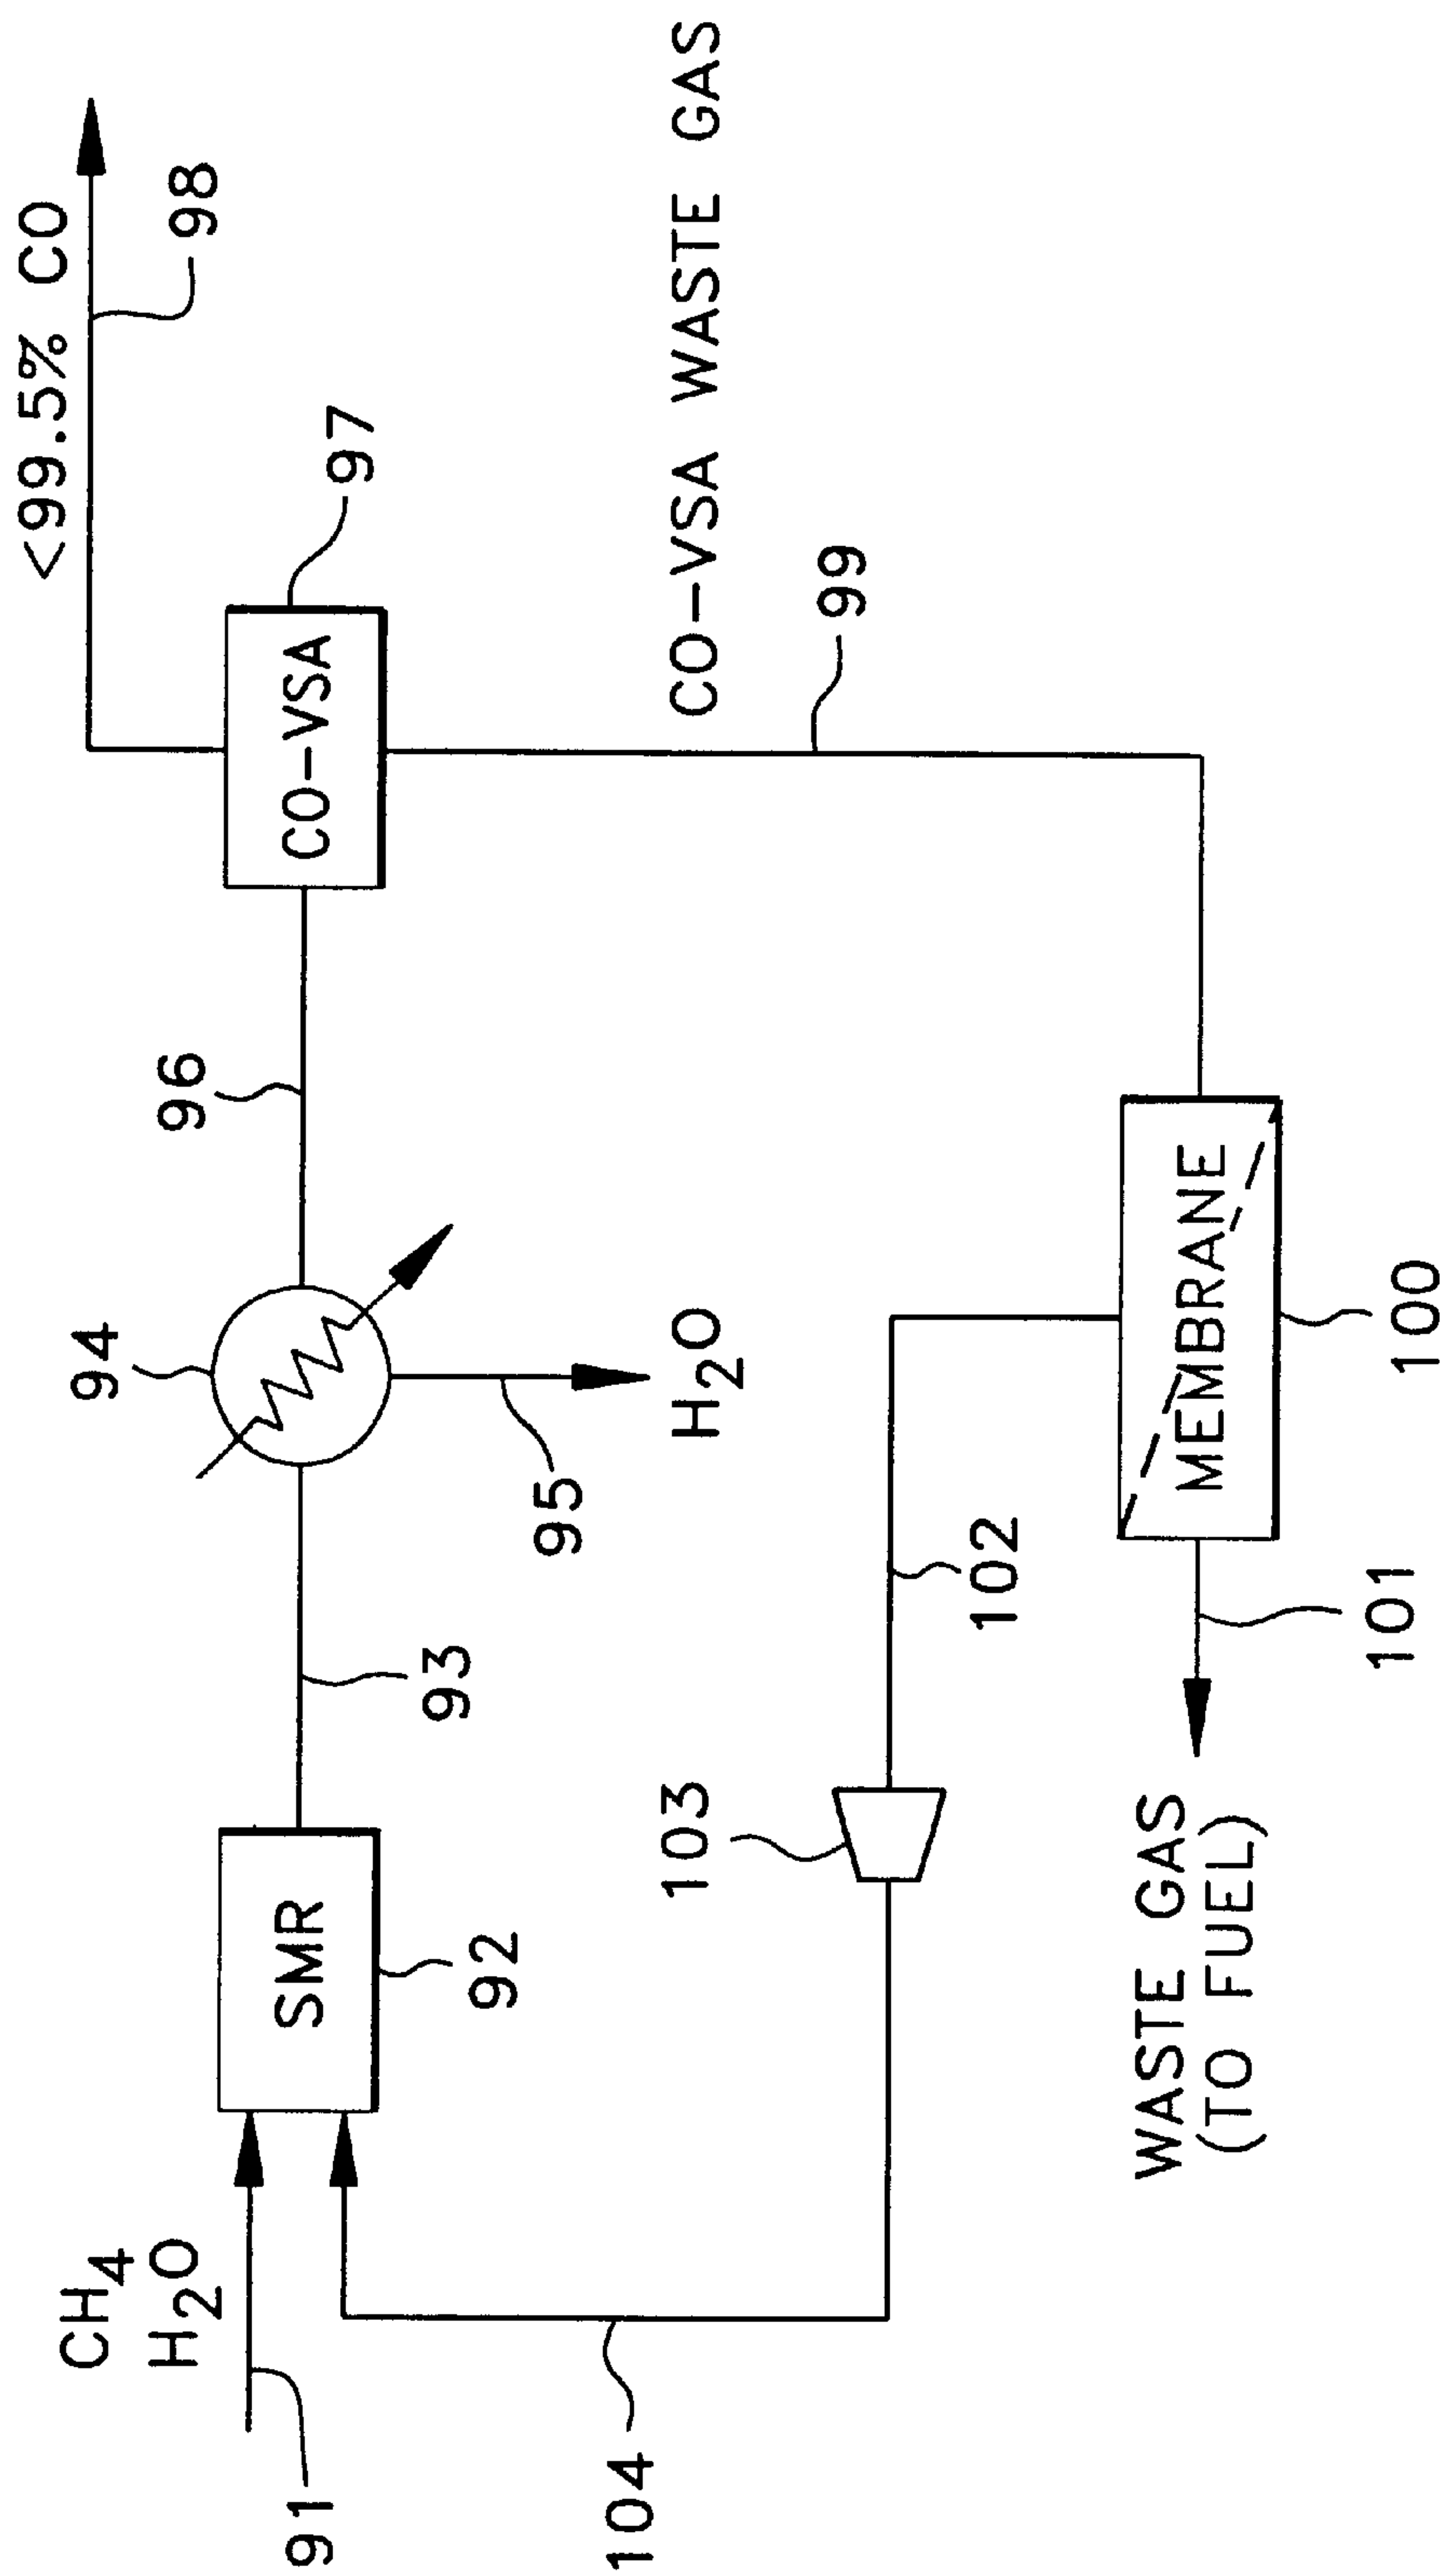 <99.5% CO
98
CH4
H2O
91
SMR
92
93
94
95
H2O
96
CO-VSA
97
CO-VSA WASTE GAS
99
103
102
104
MEMBRANE
100
101
WASTE GAS
(TO FUEL)